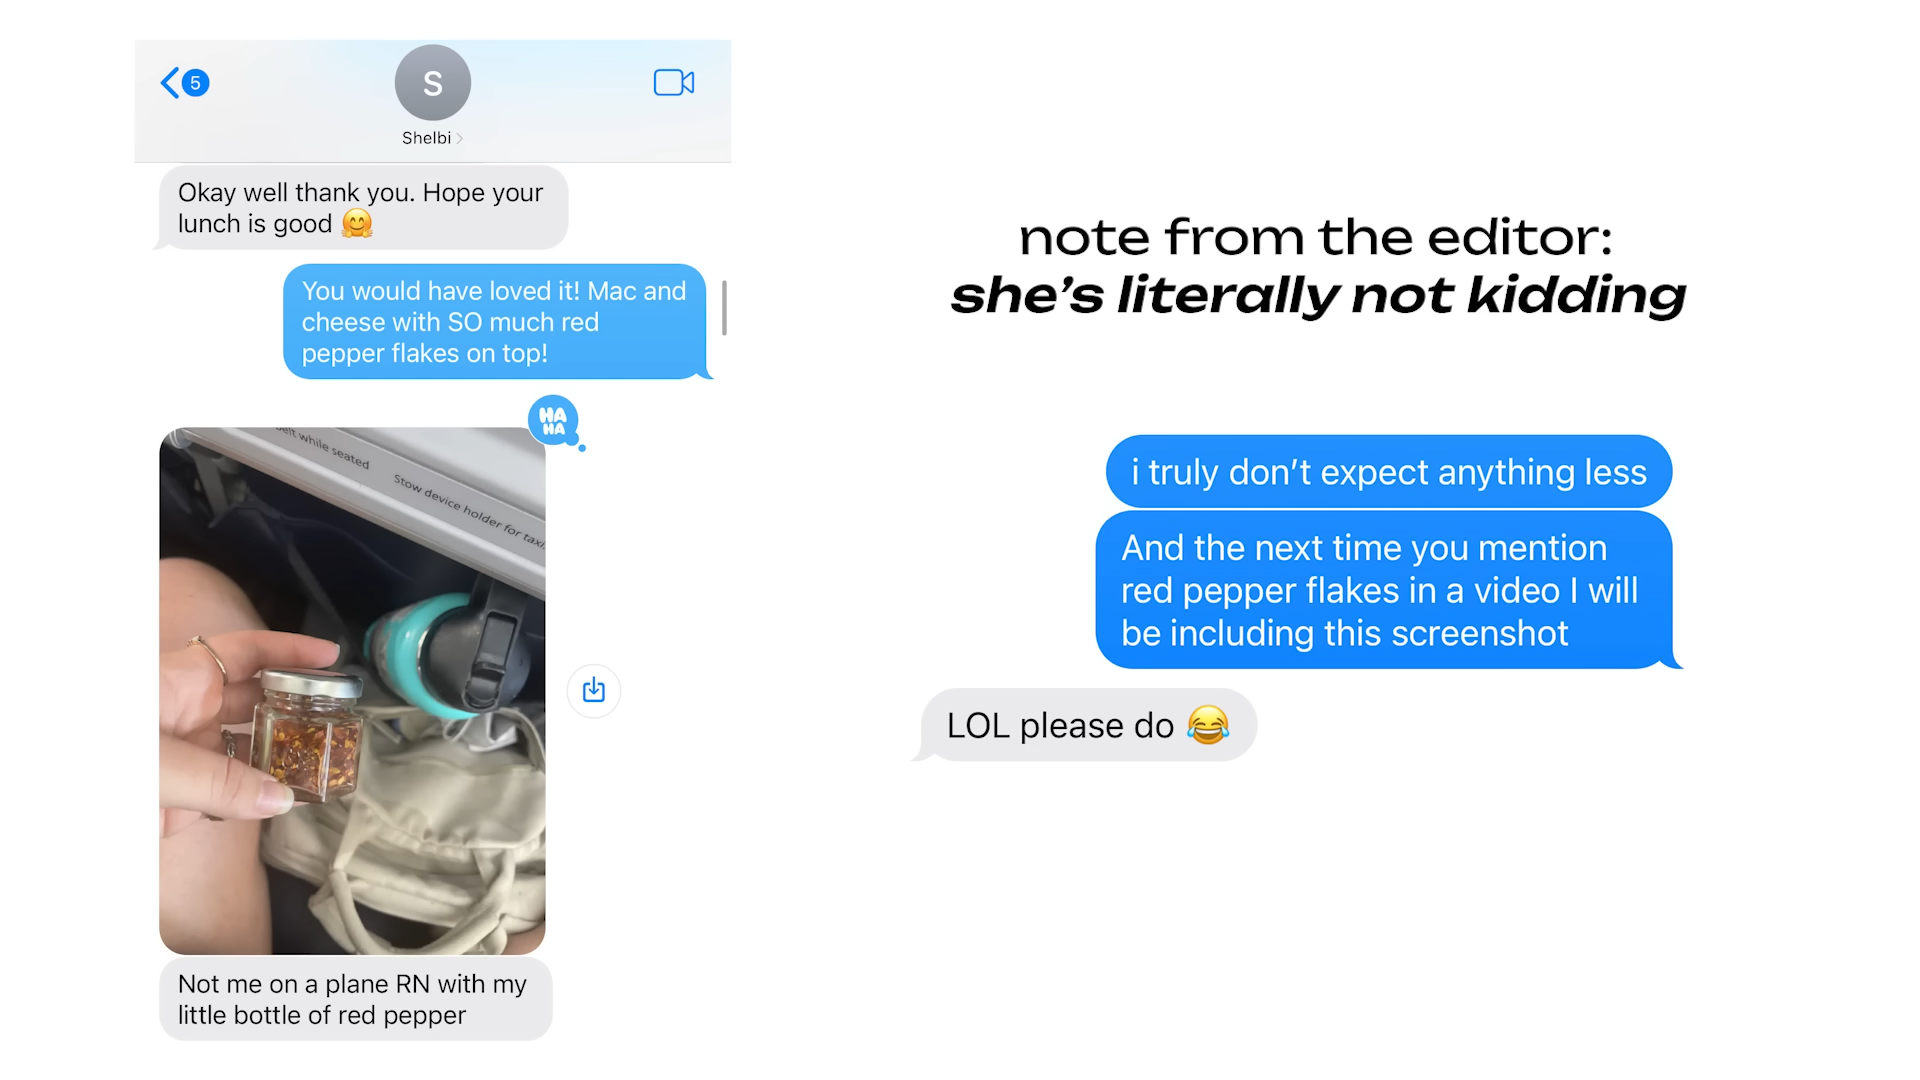 5
S
Shelbi
Okay well thank you. Hope your
lunch is good 🤗
You would have loved it! Mac and
cheese with SO much red
pepper flakes on top!
HA
HA
belt while seated
Stow device holder for taxi
Not me on a plane RN with my
little bottle of red pepper
note from the editor:
she's literally not kidding
i truly don't expect anything less
And the next time you mention
red pepper flakes in a video I will
be including this screenshot
LOL please do 😂